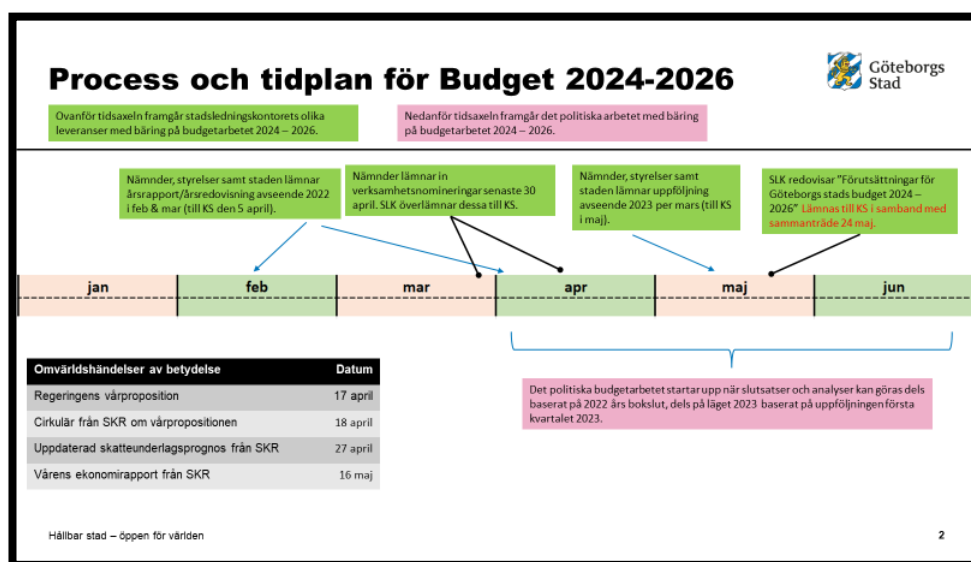 Process och tidplan för Budget 2024-2026
Göteborgs
Stad
Ovanför tidsaxeln framgår stadsledningskontorets olika
leveranser med bäring på budgetarbetet 2024 – 2026.
Nedanför tidsaxeln framgår det politiska arbetet med bäring
på budgetarbetet 2024 – 2026.
Nämnder, styrelser samt staden lämnar
årsrapport/årsredovisning avseende 2022
i feb & mar (till KS den 5 april).
Nämnder lämnar in
verksamhetsnomineringar senaste 30
april. SLK överlämnar dessa till KS.
Nämnder, styrelser samt
staden lämnar uppföljning
avseende 2023 per mars (till KS
i maj).
SLK redovisar ”Förutsättningar för
Göteborgs stads budget 2024 –
2026” Lämnas till KS i samband med
sammanträde 24 maj.
jan feb mar apr maj jun
Omvärldshändelser av betydelse Datum
Regeringens vårproposition 17 april
Cirkulär från SKR om vårpropositionen 18 april
Uppdaterad skatteunderlagsprognos från SKR 27 april
Vårens ekonomirapport från SKR 16 maj
Det politiska budgetarbetet startar upp när slutsatser och analyser kan göras dels
baserat på 2022 års bokslut, dels på läget 2023 baserat på uppföljningen första
kvartalet 2023.
Hållbar stad – öppen för världen
2